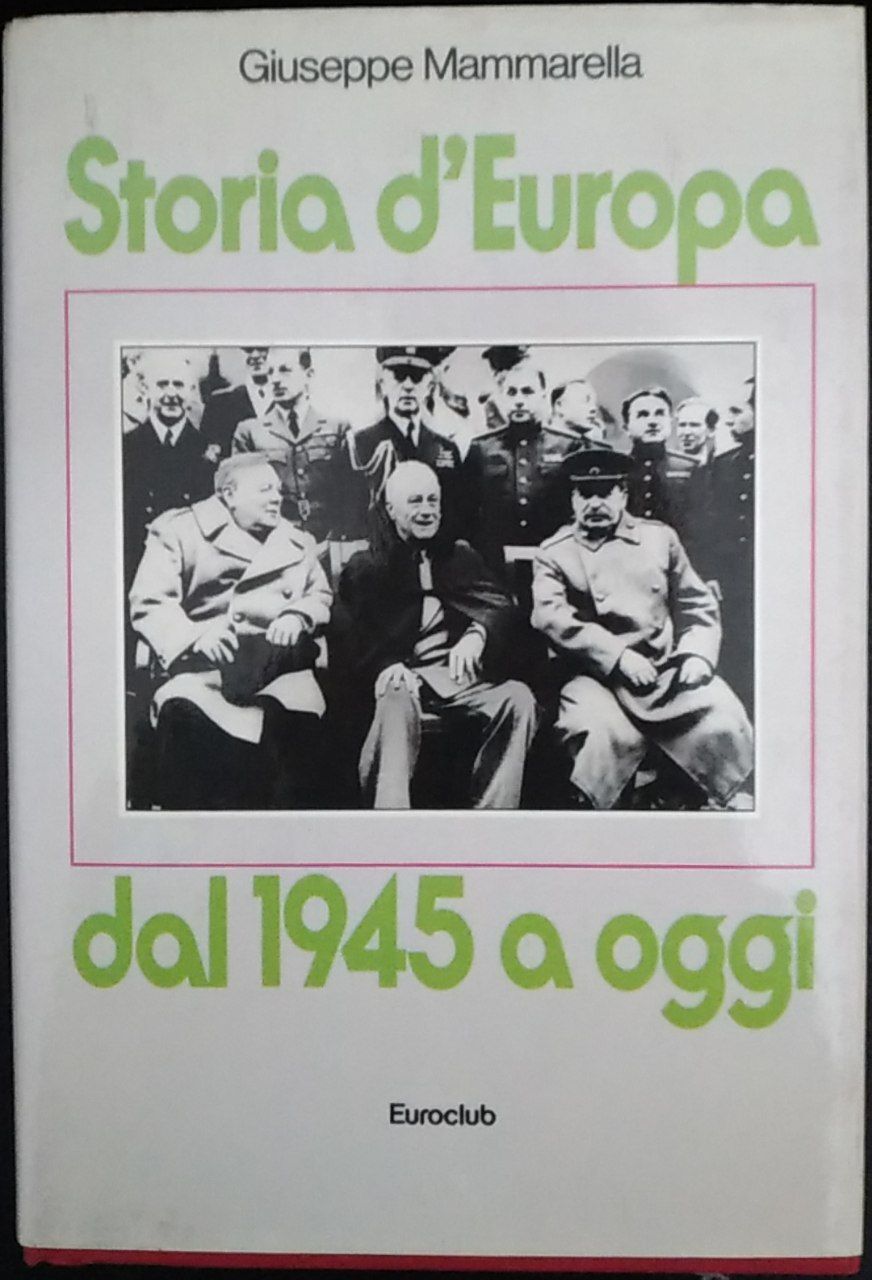 Giuseppe Mammarella
Storia d'Europa
dal 1945 a oggi
Euroclub